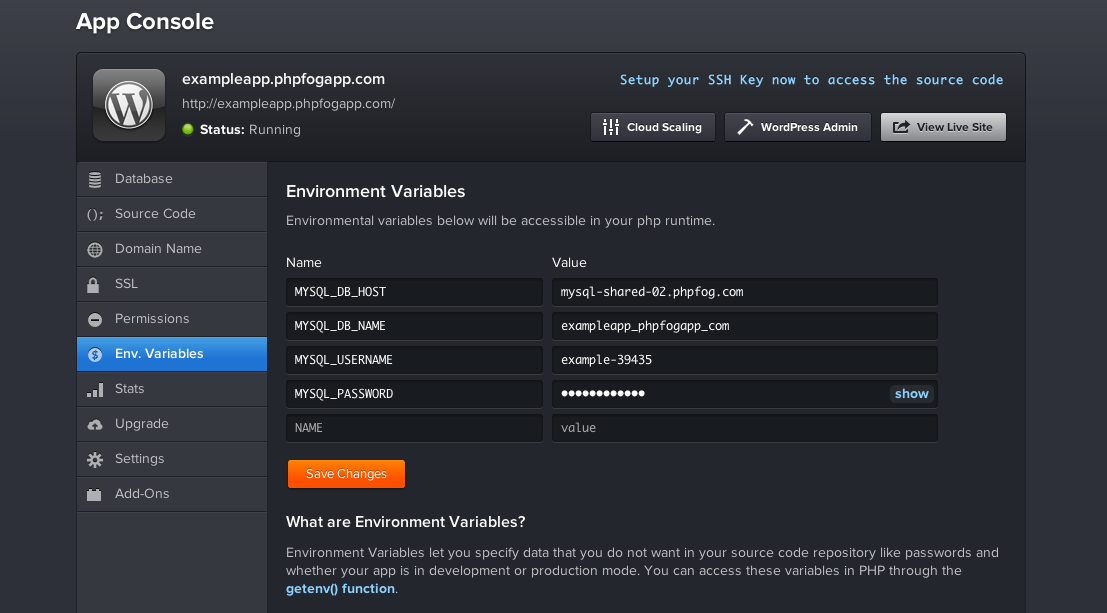 App Console
exampleapp.phpfogapp.com
Setup your SSH Key now to access the source code
http://exampleapp.phpfogapp.com/
Status: Running
Cloud Scaling
WordPress Admin
View Live Site
Database
Source Code
Domain Name
SSL
Permissions
Env. Variables
Stats
Upgrade
Settings
Add-Ons
Environment Variables
Environmental variables below will be accessible in your php runtime.
Name Value
MYSQL_DB_HOST mysql-shared-02.phpfog.com
MYSQL_DB_NAME exampleapp_phpfogapp_com
MYSQL_USERNAME example-39435
MYSQL_PASSWORD •••••••••••• show
NAME value
Save Changes
What are Environment Variables?
Environment Variables let you specify data that you do not want in your source code repository like passwords and
whether your app is in development or production mode. You can access these variables in PHP through the
getenv() function.